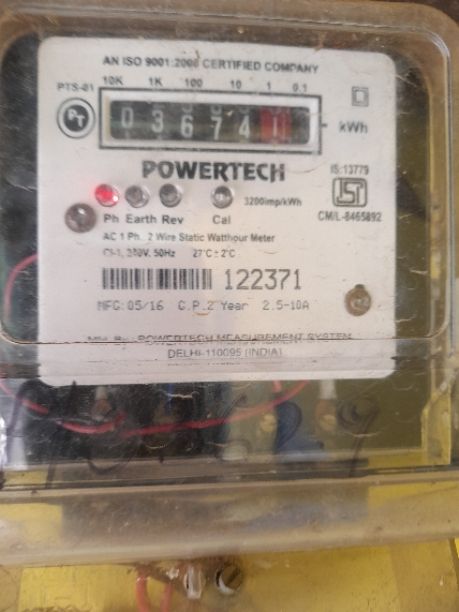 AN ISO 9001:2000 CERTIFIED COMPANY
PTS-01 10K 1K 100 10 1 0.1
PT 0 3 6 7 4 1 kWh
POWERTECH
IS:13779
3200imp/kWh
Ph Earth Rev Cal
CM/L-8465892
AC 1 Ph. 2 Wire Static Watthour Meter
50Hz 27°C ± 2°C
122371
MFG:05/16 G.P.2 Year 2.5-10A
POWERTECH MEASUREMENT SYSTEM
DELHI-110095 (INDIA)